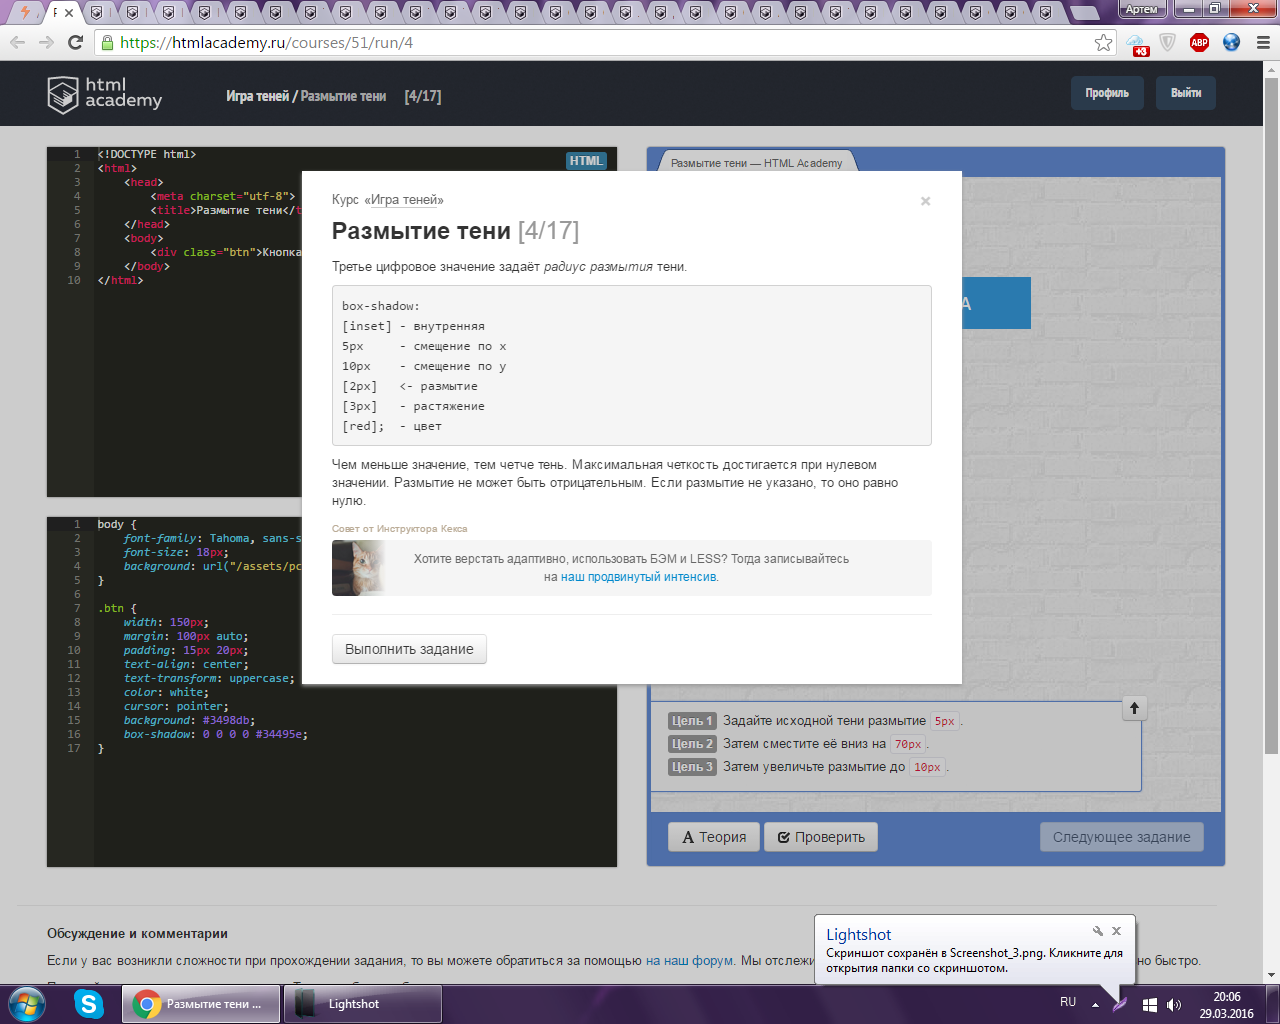 Артем
https://htmlacademy.ru/courses/51/run/4
+3
ABP
html academy
Игра теней / Размытие тени [4/17]
Профиль
Выйти
1 <!DOCTYPE html>
2 <html>
3 <head>
4 <meta charset="utf-8">
5 <title>Размытие тени</t
6 </head>
7 <body>
8 <div class="btn">Кнопка
9 </body>
10 </html>
HTML
Размытие тени — HTML Academy
А
Курс «Игра теней»
Размытие тени [4/17]
Третье цифровое значение задаёт радиус размытия тени.
box-shadow:
[inset] - внутренняя
5px - смещение по x
10px - смещение по y
[2px] <- размытие
[3px] - растяжение
[red]; - цвет
Чем меньше значение, тем четче тень. Максимальная четкость достигается при нулевом
значении. Размытие не может быть отрицательным. Если размытие не указано, то оно равно
нулю.
Совет от Инструктора Кекса
Хотите верстать адаптивно, использовать БЭМ и LESS? Тогда записывайтесь
на наш продвинутый интенсив.
Выполнить задание
1 body {
2 font-family: Tahoma, sans-s
3 font-size: 18px;
4 background: url("/assets/pc
5 }
6
7 .btn {
8 width: 150px;
9 margin: 100px auto;
10 padding: 15px 20px;
11 text-align: center;
12 text-transform: uppercase;
13 color: white;
14 cursor: pointer;
15 background: #3498db;
16 box-shadow: 0 0 0 0 #34495e;
17 }
Цель 1 Задайте исходной тени размытие 5px.
Цель 2 Затем сместите её вниз на 70px.
Цель 3 Затем увеличьте размытие до 10px.
Теория
Проверить
Следующее задание
Обсуждение и комментарии
Если у вас возникли сложности при прохождении задания, то вы можете обратиться за помощью на наш форум. Мы отслежи
но быстро.
Lightshot
Скриншот сохранён в Screenshot_3.png. Кликните для
открытия папки со скриншотом.
Размытие тени ...
Lightshot
RU
20:06
29.03.2016